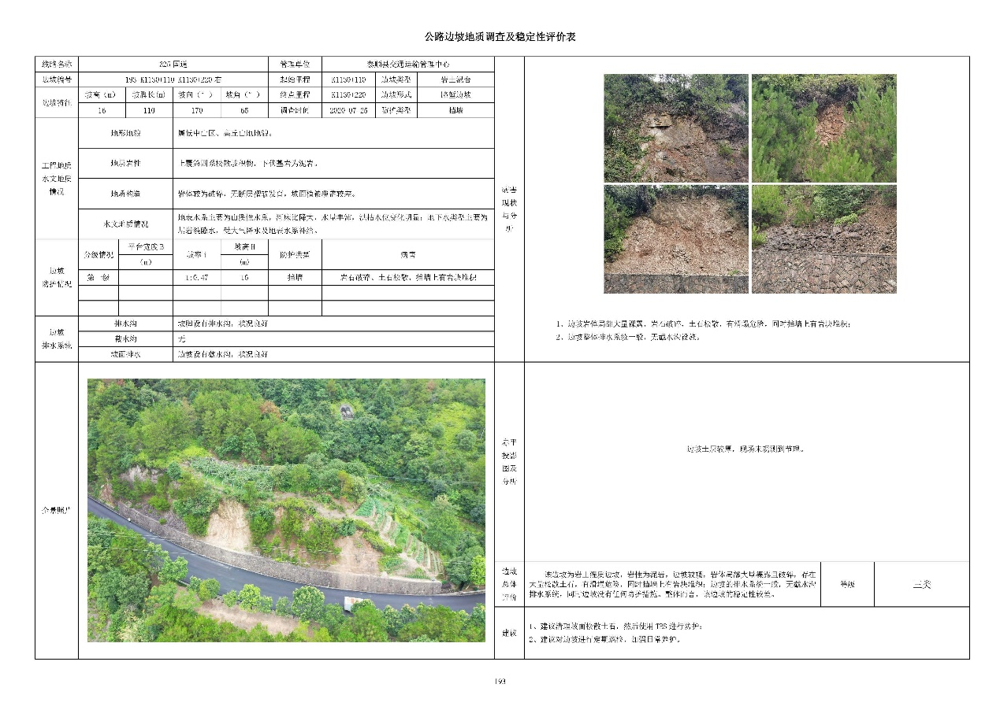 公路边坡地质调查及稳定性评价表
线路名称 225国道 管理单位 泰顺县交通运输管理中心
边坡编号 193 K1130+110-K1130+220右 起始里程 K1130+110 边坡类型 岩土混合
边坡特征 坡高（m） 坡脚长(m) 坡向（°） 坡角（°） 终点里程 K1130+220 边坡形式 路堑边坡
16 110 170 65 调查时间 2020-07-25 防护类型 挡墙
工程地质水文地质情况
地形地貌 属低中山区、高丘山地地貌。
地层岩性 上覆第四系松散坡积物，下伏基岩为泥岩。
地质构造 岩体较为破碎，无断层褶皱发育，坡面植被覆盖较差。
水文地质情况 地表水系主要为山溪性水系，河床比降大，水量丰沛，洪枯水位变化明显；地下水类型主要为
基岩裂隙水，受大气降水及地表水系补给。
边坡防护情况
分级情况 平台宽度B（m） 坡率i 坡高H(m) 防护类型 病害
第一级 1:0.47 16 挡墙 岩石破碎、土石松散，挡墙上有岩块堆积
边坡排水系统
排水沟 坡脚设有排水沟，状况良好
截水沟 无
坡面排水 边坡设有截水沟，状况良好
全景照片
病害现状与分析
1、边坡岩体局部大量裸露，岩石破碎，土石松散，有滑塌危险，同时挡墙上有岩块堆积；
2、边坡整体排水系统一般，无截水沟设施。
赤平投影图及分析
边坡土层较厚，现场未观测到节理。
边坡总体评价
该边坡为岩土混质边坡，岩性为泥岩，边坡较陡，岩体局部大量裸露且破碎，存在
大量松散土石，有滑塌危险，同时挡墙上有岩块堆积；边坡的排水系统一般，无截水沟
排水系统，同时边坡没有任何防护措施。整体而言，该边坡的稳定性较差。
等级 三类
建议
1、建议清理坡面松散土石，然后使用TBS进行防护；
2、建议对边坡进行定期巡检，加强日常养护。
193